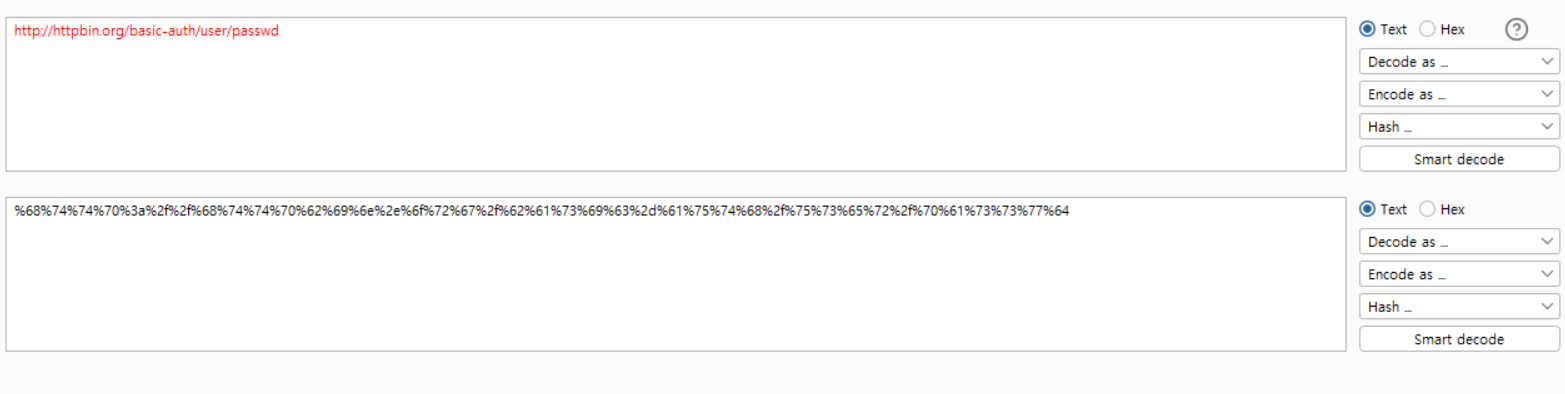 http://httpbin.org/basic-auth/user/passwd
Text Hex ?
Decode as ...
Encode as ...
Hash ...
Smart decode
%68%74%74%70%3a%2f%2f%68%74%74%70%62%69%6e%2e%6f%72%67%2f%62%61%73%69%63%2d%61%75%74%68%2f%75%73%65%72%2f%70%61%73%73%77%64
Text Hex
Decode as ...
Encode as ...
Hash ...
Smart decode